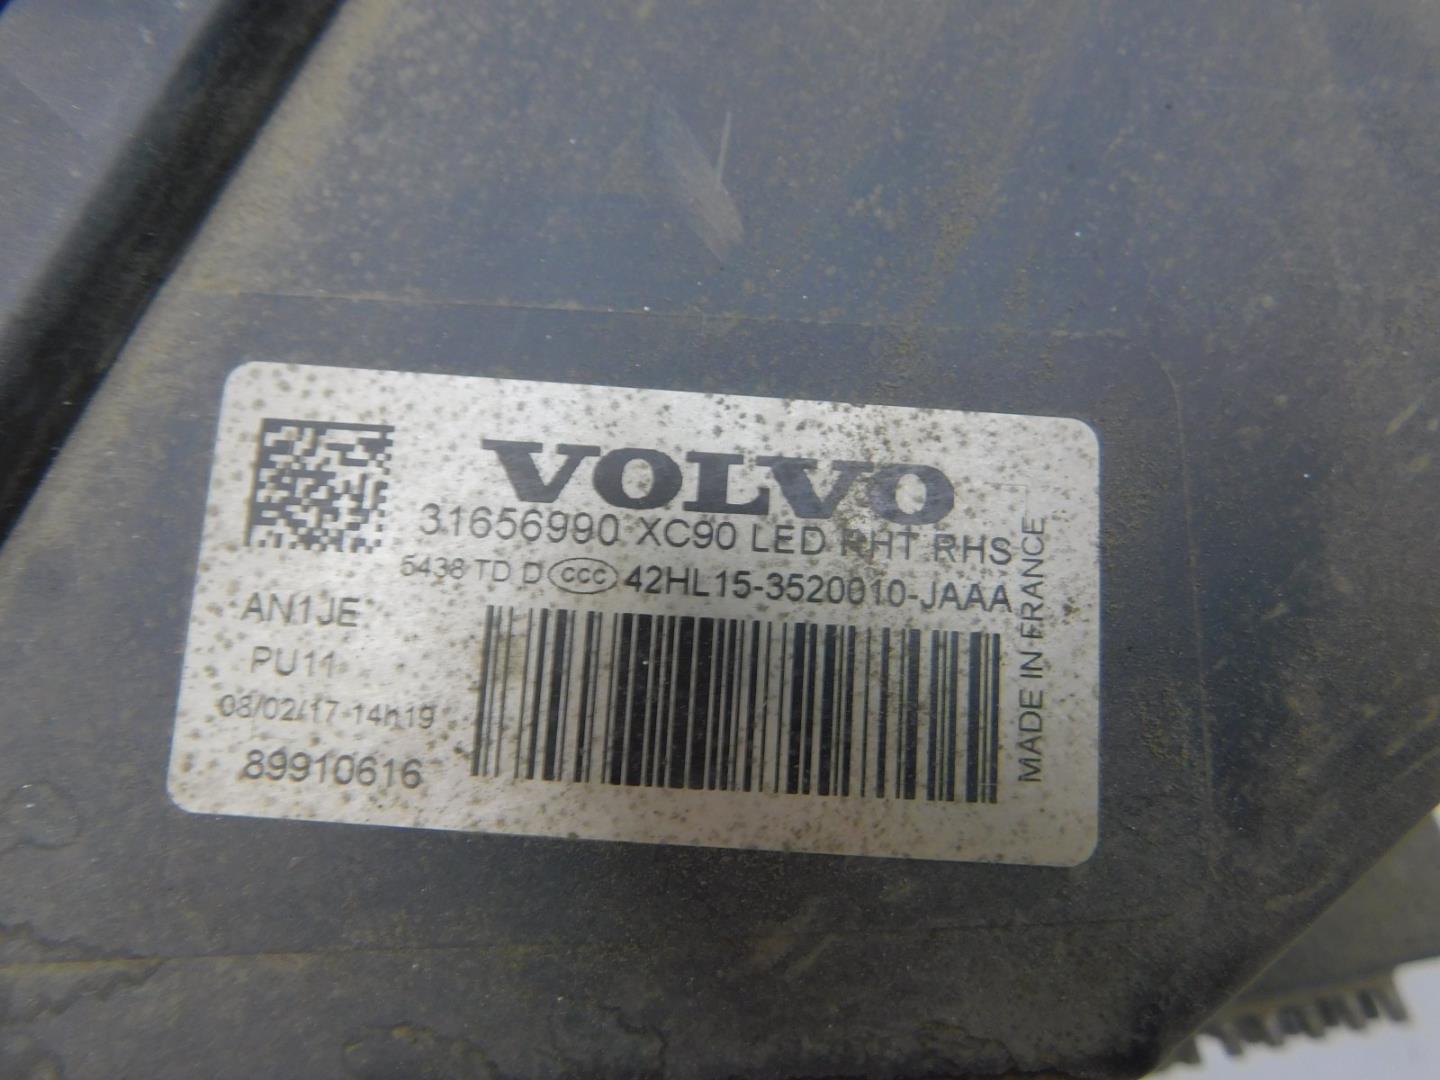 VOLVO
31656990 XC90 LED RHT RHS
5438 TD D CCC 42HL15-3520010-JAAA
AN1JE
PU11
08/02/17-14h19
89910616
MADE IN FRANCE